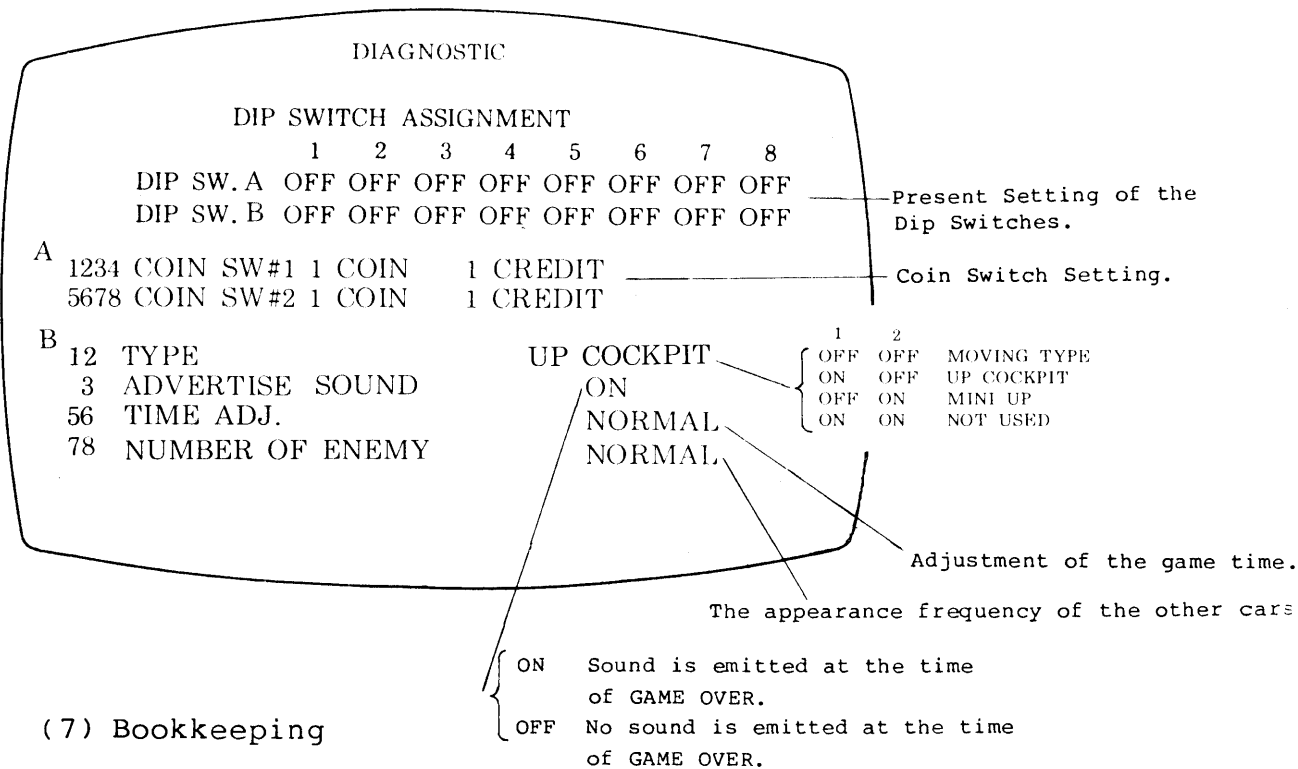 DIAGNOSTIC
DIP SWITCH ASSIGNMENT
1 2 3 4 5 6 7 8
DIP SW. A OFF OFF OFF OFF OFF OFF OFF OFF
DIP SW. B OFF OFF OFF OFF OFF OFF OFF OFF
Present Setting of the
Dip Switches.
A
1234 COIN SW#1 1 COIN 1 CREDIT
5678 COIN SW#2 1 COIN 1 CREDIT
Coin Switch Setting.
B
12 TYPE UP COCKPIT
3 ADVERTISE SOUND ON
56 TIME ADJ. NORMAL
78 NUMBER OF ENEMY NORMAL
1 2
OFF OFF MOVING TYPE
ON OFF UP COCKPIT
OFF ON MINI UP
ON ON NOT USED
Adjustment of the game time.
The appearance frequency of the other cars
ON Sound is emitted at the time
of GAME OVER.
OFF No sound is emitted at the time
of GAME OVER.
(7) Bookkeeping